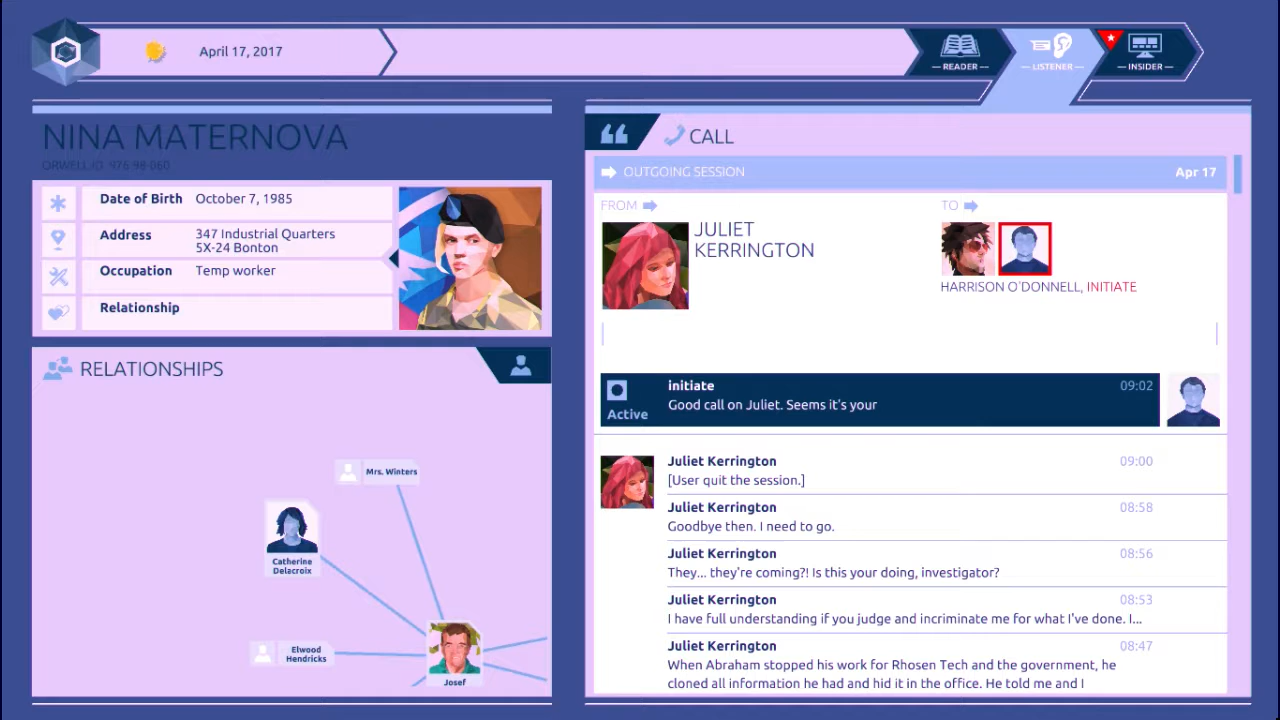 April 17, 2017
— READER —
— LISTENER —
— INSIDER —
NINA MATERNOVA
ORWELL.ID 976 98 060
Date of Birth October 7, 1985
Address 347 Industrial Quarters
5X-24 Bonton
Occupation Temp worker
Relationship
RELATIONSHIPS
Mrs. Winters
Catherine
Delacroix
Elwood
Hendricks
Josef
CALL
OUTGOING SESSION Apr 17
FROM
JULIET
KERRINGTON
TO
HARRISON O'DONNELL, INITIATE
initiate 09:02
Good call on Juliet. Seems it's your
Active
Juliet Kerrington 09:00
[User quit the session.]
Juliet Kerrington 08:58
Goodbye then. I need to go.
Juliet Kerrington 08:56
They... they're coming?! Is this your doing, investigator?
Juliet Kerrington 08:53
I have full understanding if you judge and incriminate me for what I've done. I...
Juliet Kerrington 08:47
When Abraham stopped his work for Rhosen Tech and the government, he
cloned all information he had and hid it in the office. He told me and I